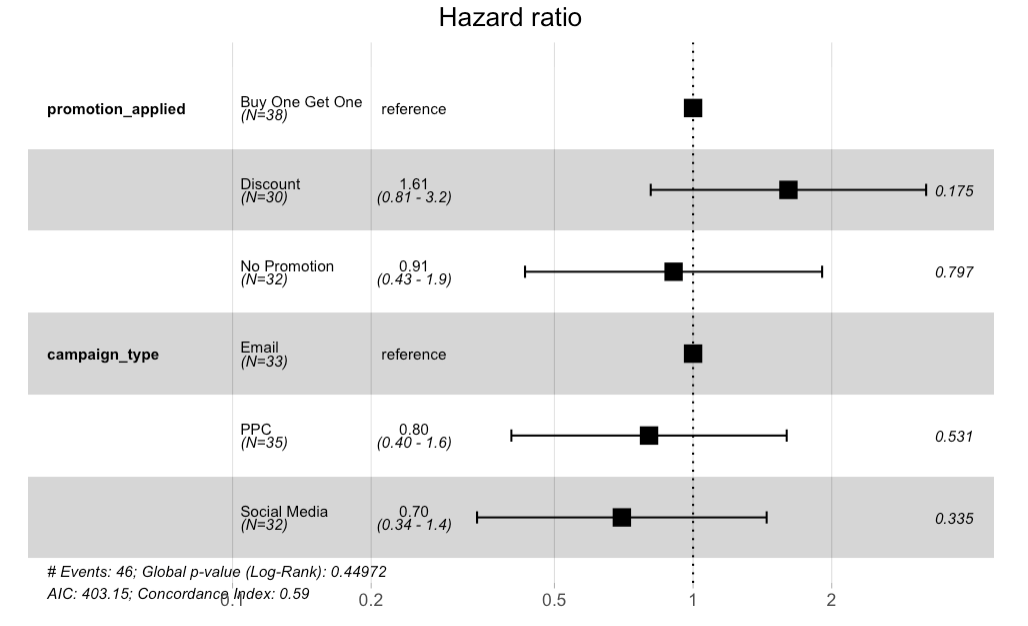 Hazard ratio
promotion_applied
Buy One Get One
(N=38)
reference
Discount
(N=30)
1.61
(0.81 - 3.2)
0.175
No Promotion
(N=32)
0.91
(0.43 - 1.9)
0.797
campaign_type
Email
(N=33)
reference
PPC
(N=35)
0.80
(0.40 - 1.6)
0.531
Social Media
(N=32)
0.70
(0.34 - 1.4)
0.335
# Events: 46; Global p-value (Log-Rank): 0.44972
AIC: 403.15; Concordance Index: 0.59
0.1 0.2 0.5 1 2